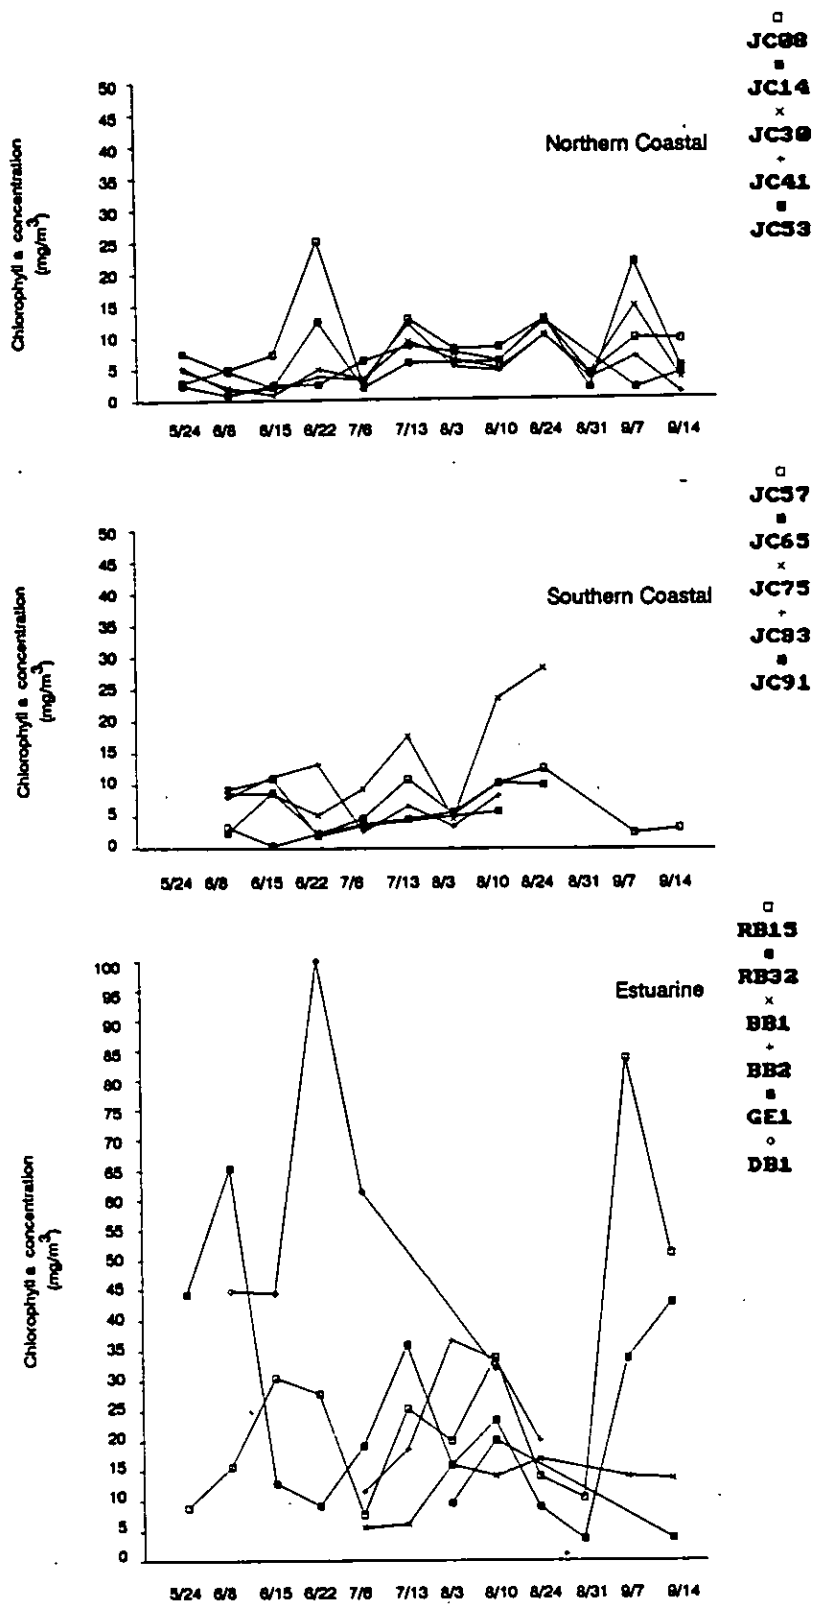 JC08
JC14
JC30
JC41
JC53
Northern Coastal
Chlorophyll a concentration
(mg/m³)
50
45
40
35
30
25
20
15
10
5
0
5/24 6/8 6/15 6/22 7/6 7/13 8/3 8/10 8/24 8/31 9/7 9/14
JC57
JC65
JC75
JC83
JC91
Southern Coastal
Chlorophyll a concentration
(mg/m³)
50
45
40
35
30
25
20
15
10
5
0
5/24 6/8 6/15 6/22 7/6 7/13 8/3 8/10 8/24 8/31 9/7 9/14
RB15
RB32
BB1
BB2
GE1
DB1
Estuarine
Chlorophyll a concentration
(mg/m³)
100
95
90
85
80
75
70
65
60
55
50
45
40
35
30
25
20
15
10
5
0
5/24 6/8 6/15 6/22 7/6 7/13 8/3 8/10 8/24 8/31 9/7 9/14